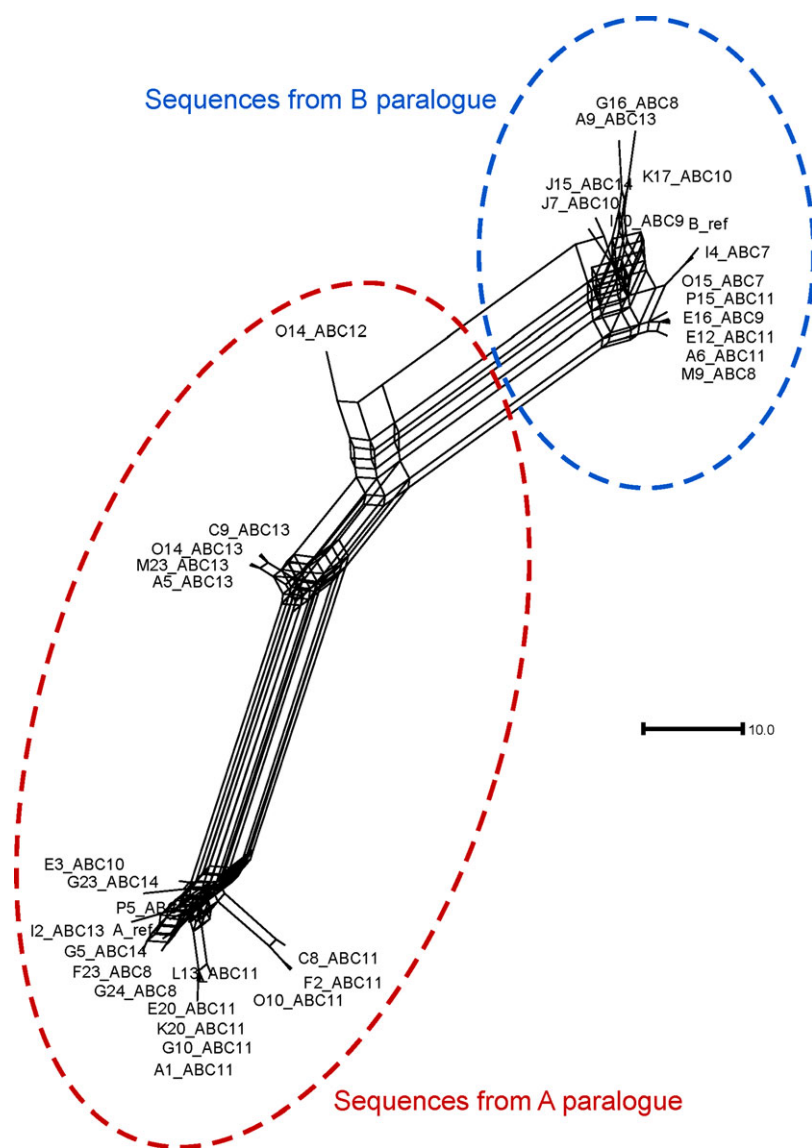 Sequences from B paralogue
G16_ABC8
A9_ABC13
K17_ABC10
J15_ABC14
J7_ABC10
ABC9
B_ref
I4_ABC7
O15_ABC7
P15_ABC11
E16_ABC9
E12_ABC11
A6_ABC11
M9_ABC8
O14_ABC12
C9_ABC13
O14_ABC13
M23_ABC13
A5_ABC13
10.0
E3_ABC10
G23_ABC14
P5_AB
I2_ABC13
A_ref
G5_ABC14
F23_ABC8
L13_ABC11
G24_ABC8
C8_ABC11
F2_ABC11
O10_ABC11
E20_ABC11
K20_ABC11
G10_ABC11
A1_ABC11
Sequences from A paralogue